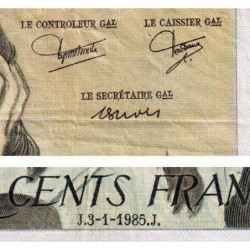 LE CONTROLEUR GAL LE CAISSIER GAL
LE SECRÉTAIRE GAL
CENTS FRAN
J.3-1-1985.J.